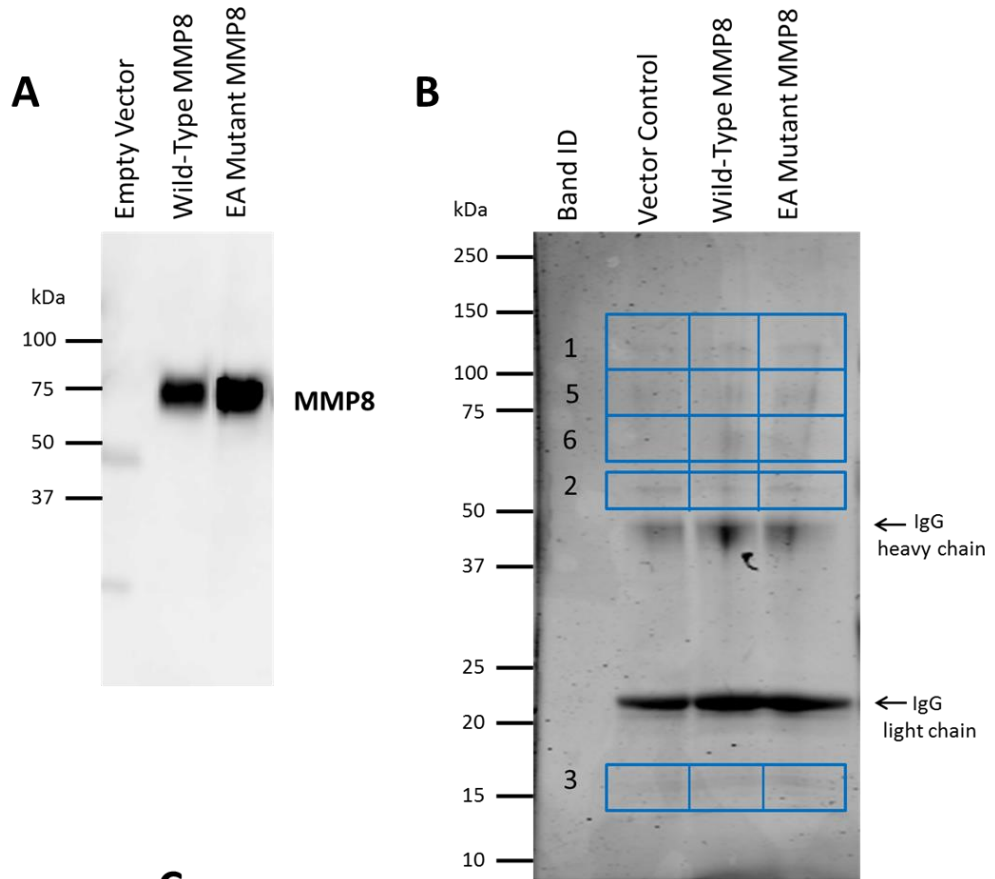 A
Empty Vector
Wild-Type MMP8
EA Mutant MMP8
kDa
100
75
50
37
MMP8
B
Band ID
Vector Control
Wild-Type MMP8
EA Mutant MMP8
kDa
250
150
100
75
50
37
25
20
15
10
1
5
6
2
3
IgG
heavy chain
IgG
light chain